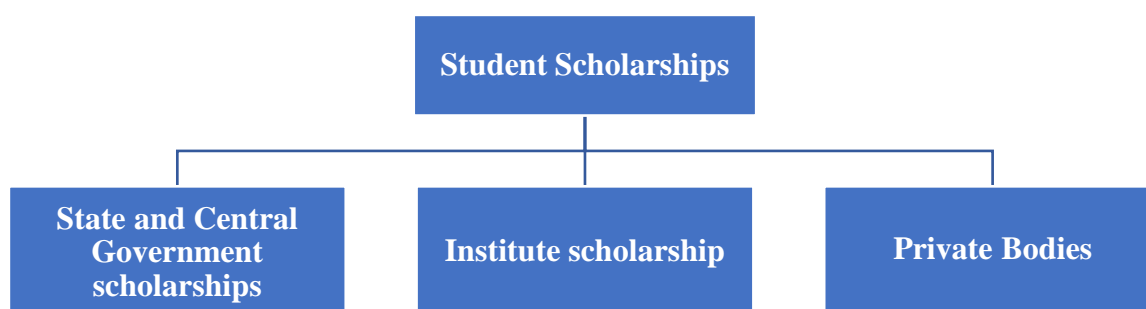 Student Scholarships
State and Central
Government
scholarships
Institute scholarship
Private Bodies